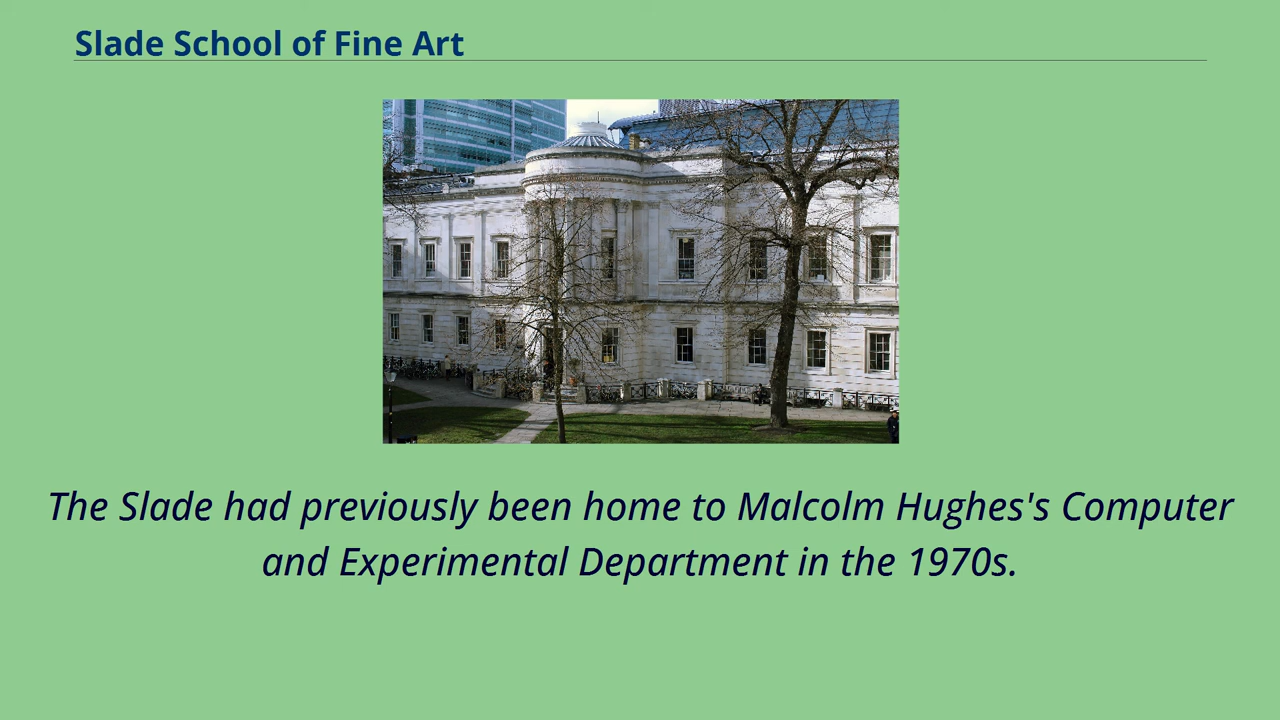 Slade School of Fine Art
The Slade had previously been home to Malcolm Hughes's Computer
and Experimental Department in the 1970s.